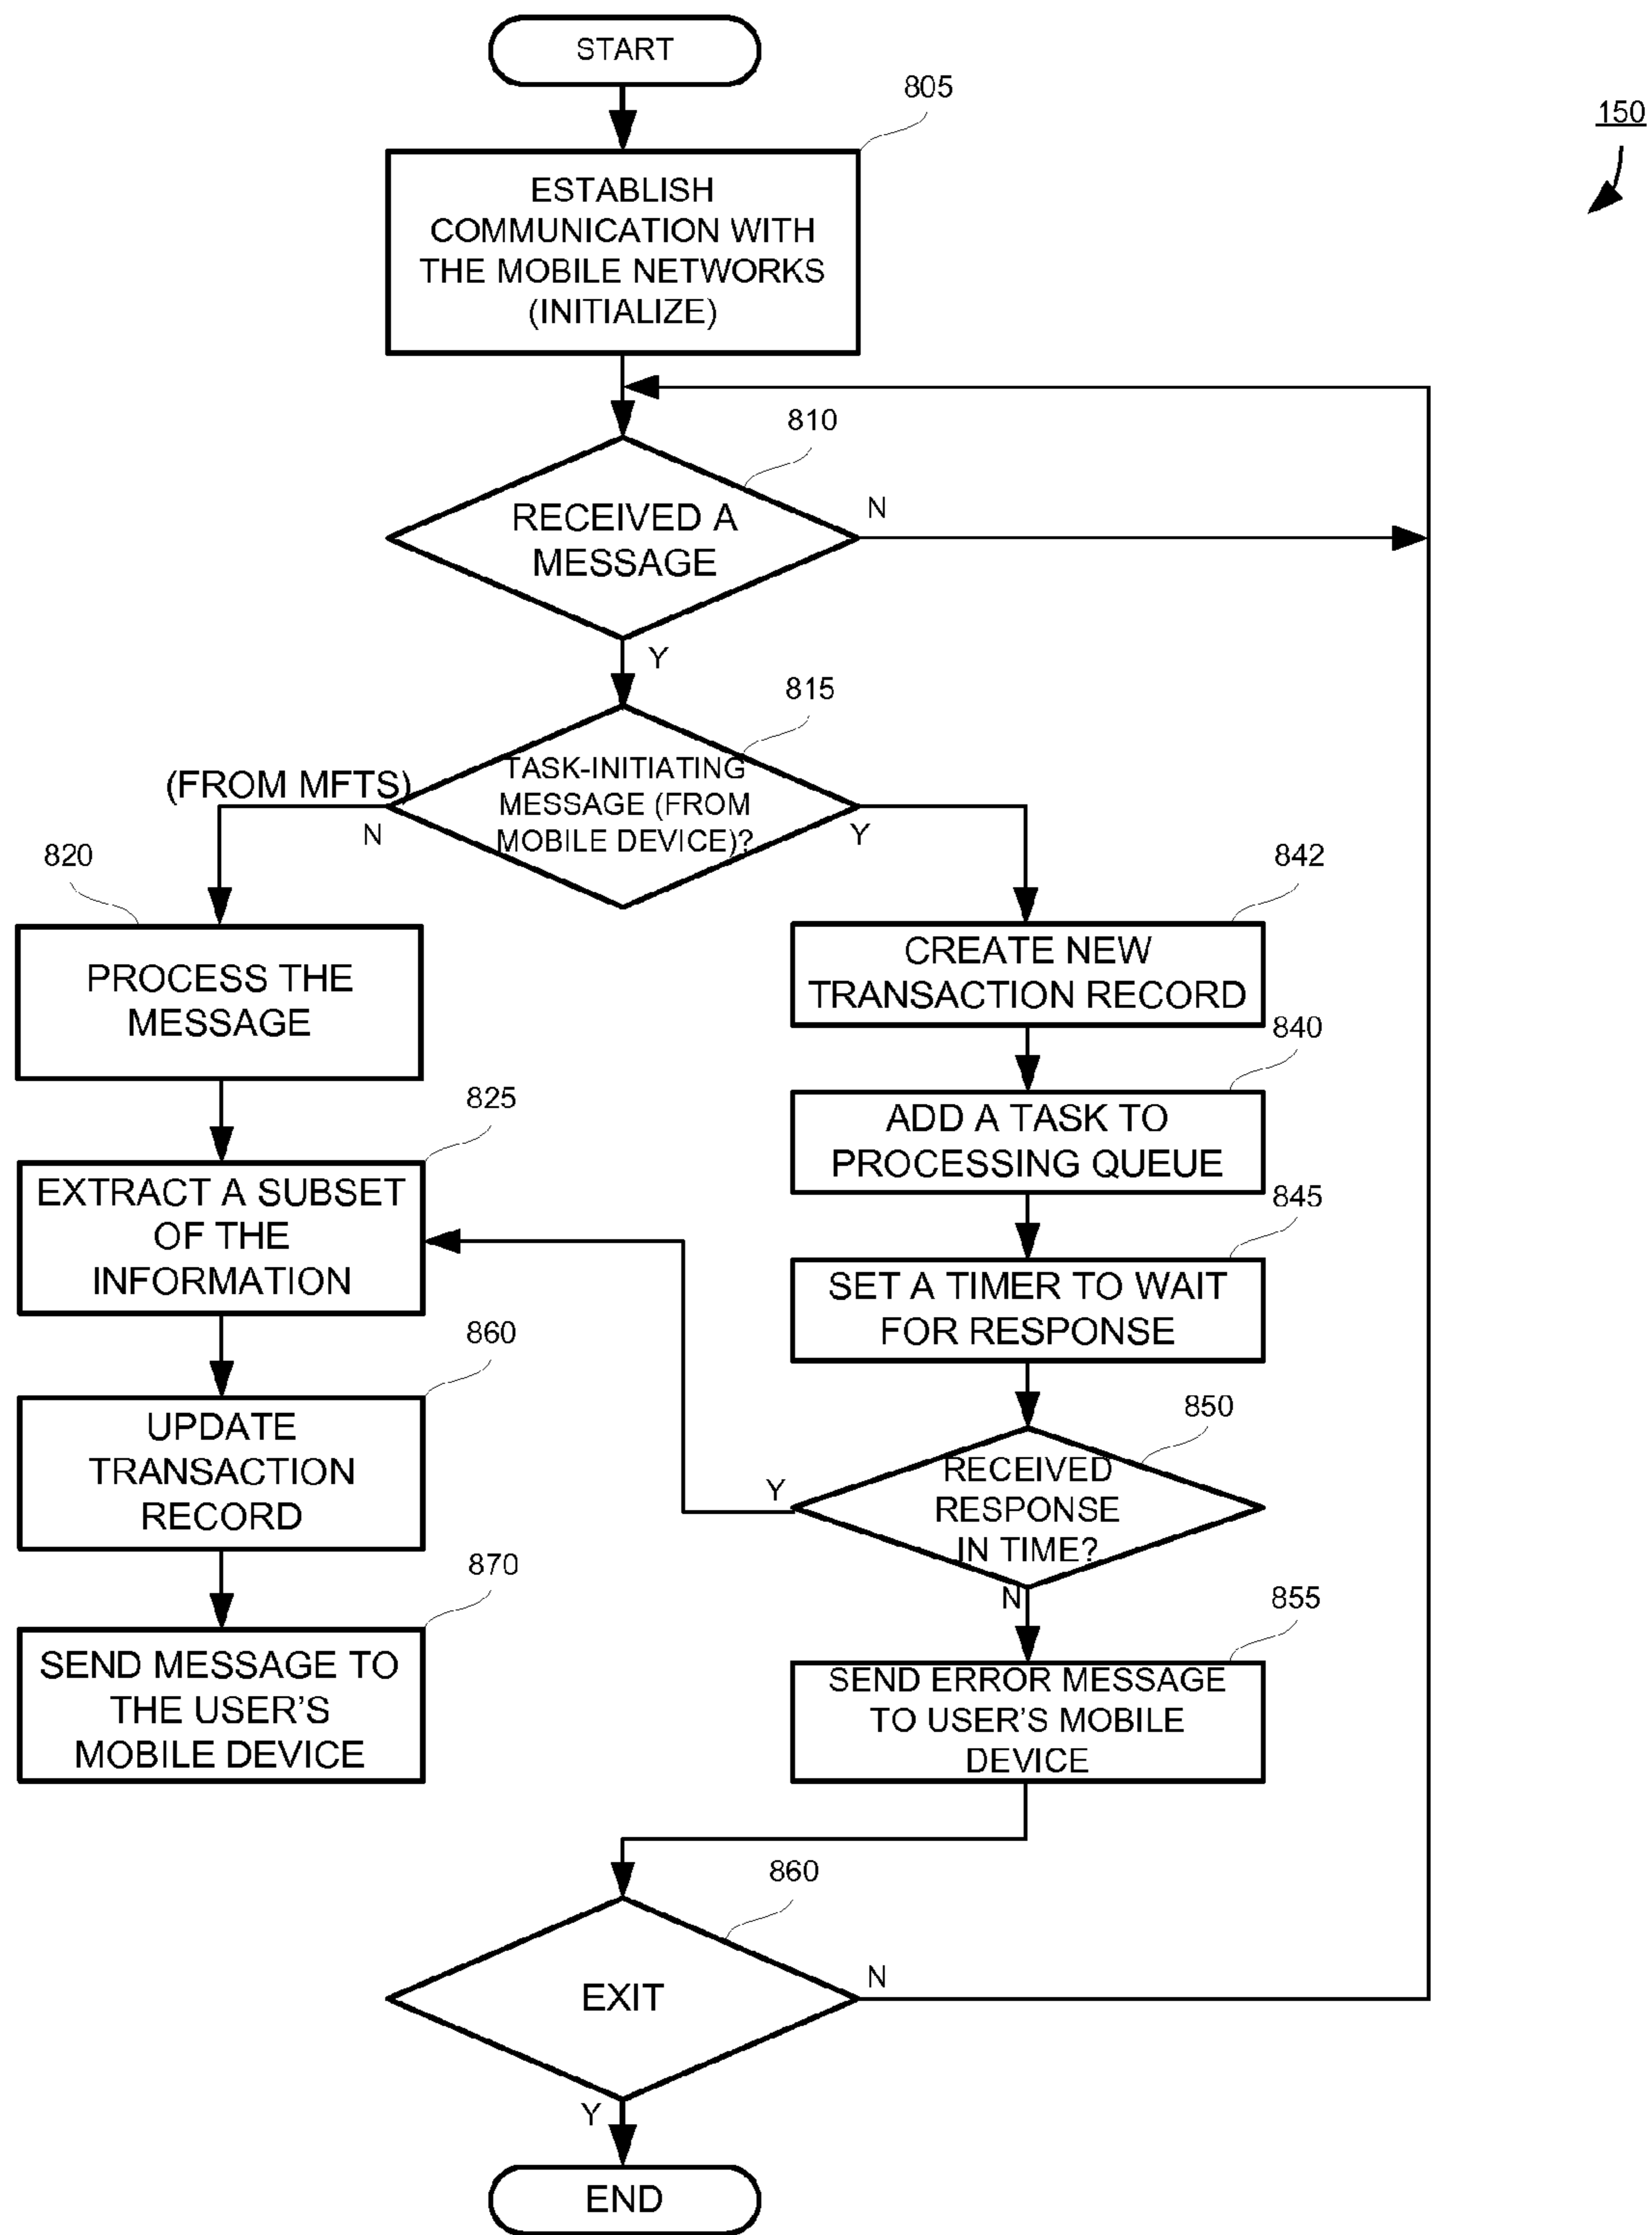 START
805
150
ESTABLISH
COMMUNICATION WITH
THE MOBILE NETWORKS
(INITIALIZE)
810
RECEIVED A
MESSAGE
N
Y
815
(FROM MFTS)
TASK-INITIATING
MESSAGE (FROM
MOBILE DEVICE)?
N
Y
820
842
PROCESS THE
MESSAGE
CREATE NEW
TRANSACTION RECORD
840
825
ADD A TASK TO
PROCESSING QUEUE
EXTRACT A SUBSET
OF THE
INFORMATION
845
SET A TIMER TO WAIT
FOR RESPONSE
860
UPDATE
TRANSACTION
RECORD
850
RECEIVED
RESPONSE
IN TIME?
Y
N
870
855
SEND MESSAGE TO
THE USER'S
MOBILE DEVICE
SEND ERROR MESSAGE
TO USER'S MOBILE
DEVICE
860
EXIT
N
Y
END